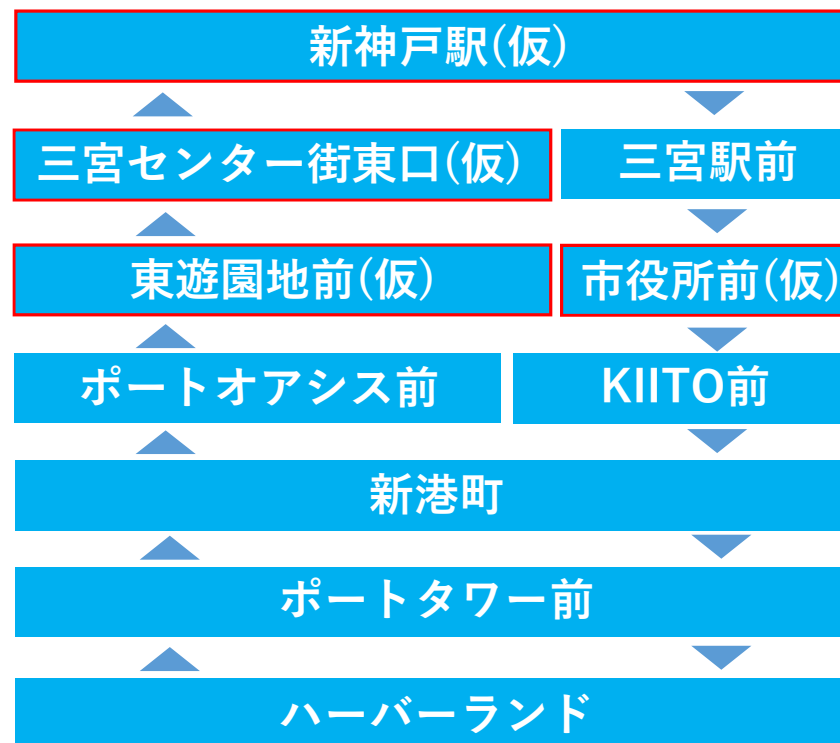 新神戸駅(仮)
三宮センター街東口(仮)
三宮駅前
東遊園地前(仮)
市役所前(仮)
ポートオアシス前
KIITO前
新港町
ポートタワー前
ハーバーランド